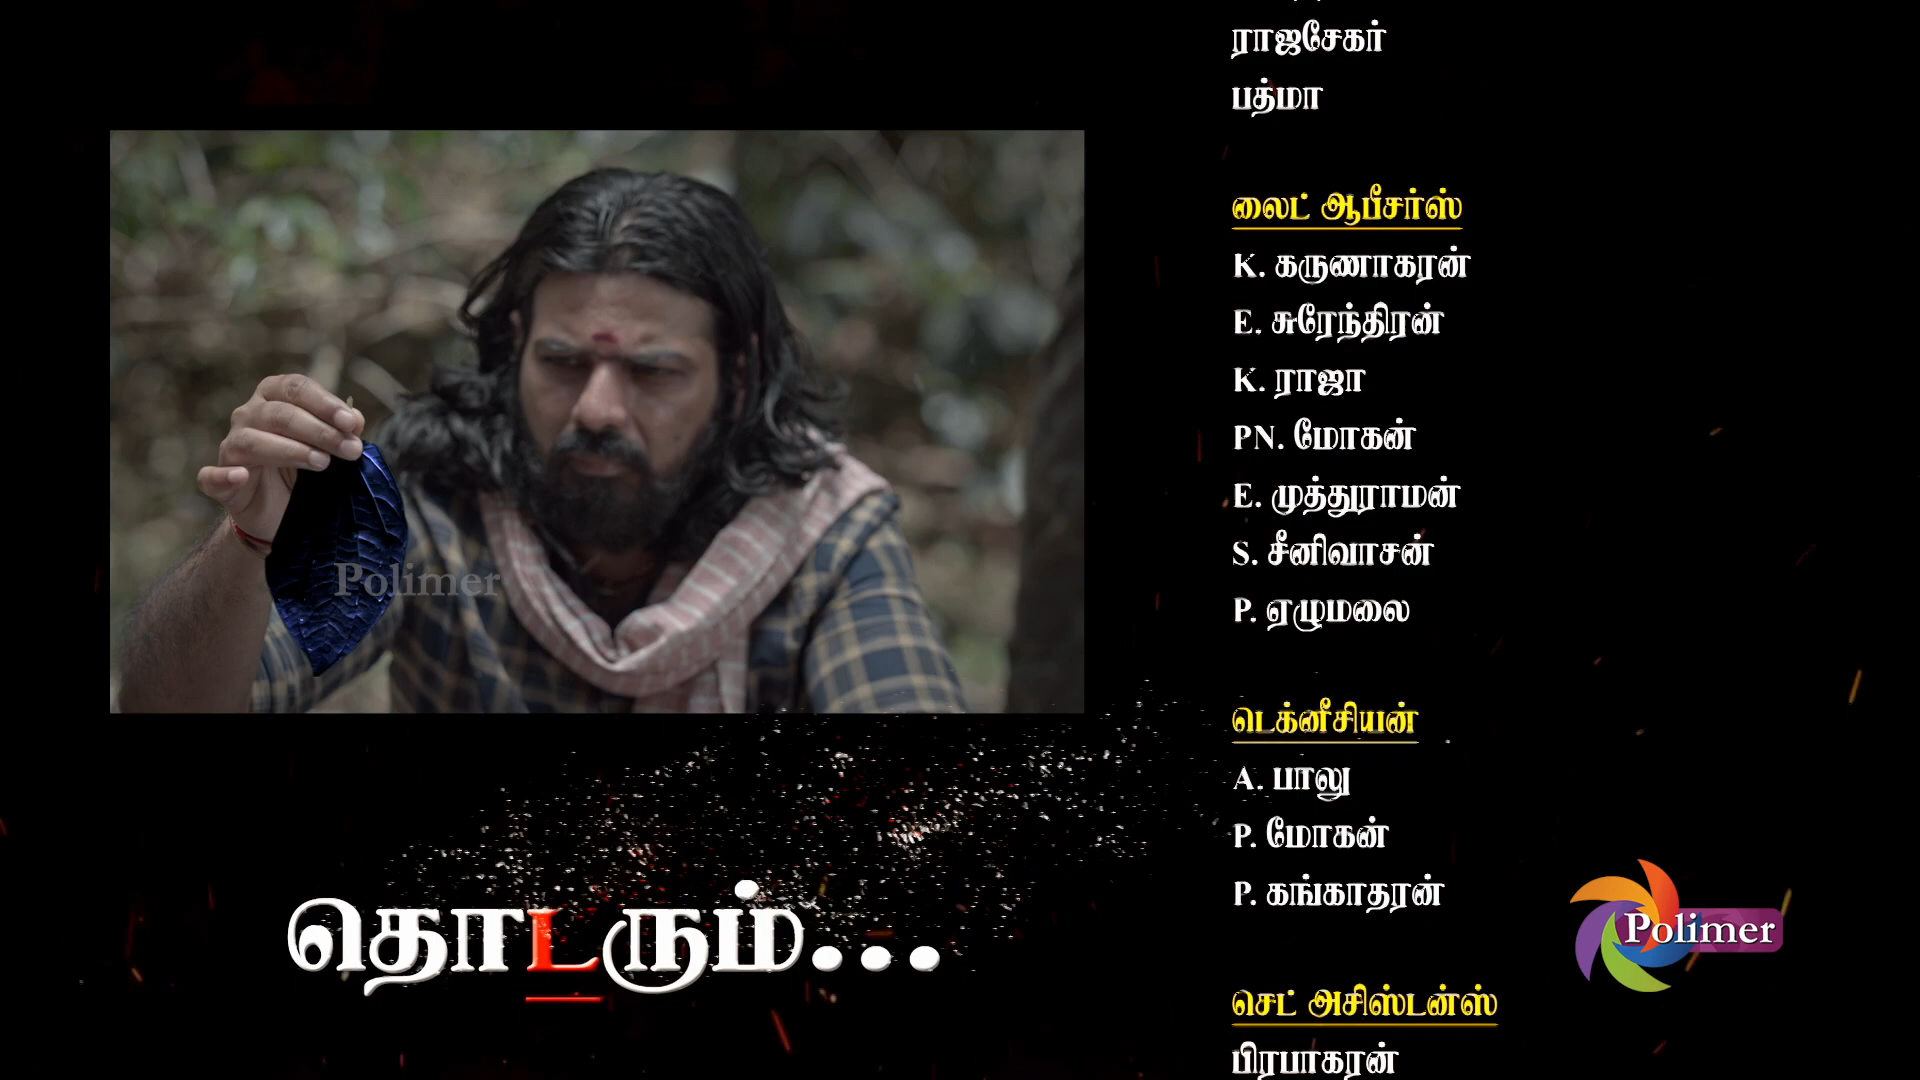 ராஜசேகர்
பத்மா
லைட் ஆபீசர்ஸ்
K. கருணாகரன்
E. சுரேந்திரன்
K. ராஜா
PN. மோகன்
E. முத்துராமன்
S. சீனிவாசன்
P. ஏழுமலை
டெக்னீசியன்
A. பாலு
P. மோகன்
P. கங்காதரன்
செட் அசிஸ்டன்ஸ்
பிரபாகரன்
Polimer
தொடரும்...
Polimer